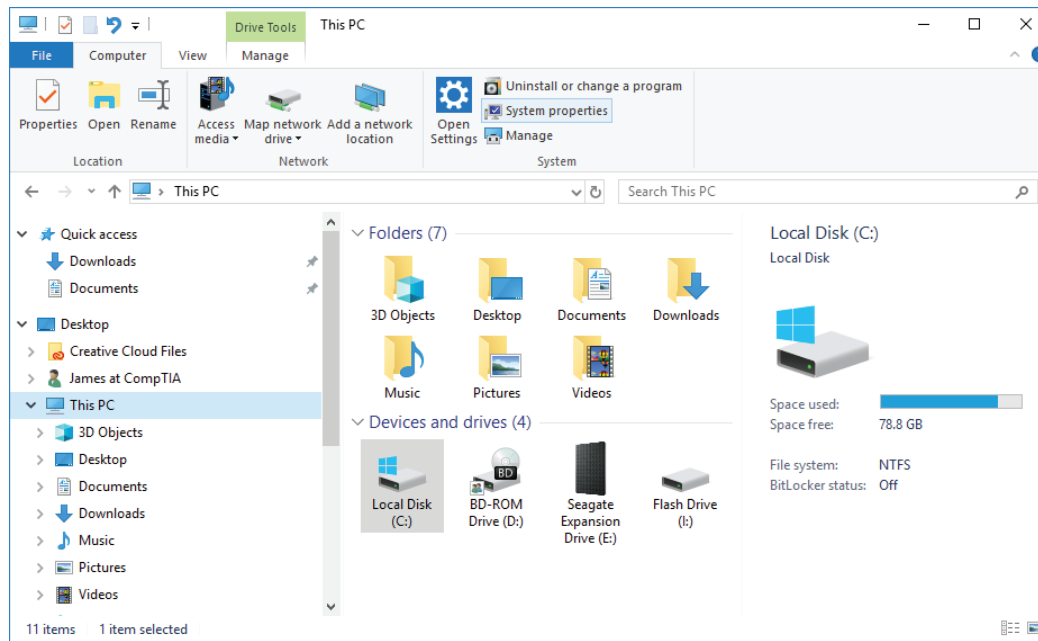 Drive Tools This PC
File Computer View Manage
Properties Open Rename Access media Map network drive Add a network location Open Settings
Uninstall or change a program
System properties
Manage
Location Network System
This PC Search This PC
Quick access
Downloads
Documents
Desktop
Creative Cloud Files
James at CompTIA
This PC
3D Objects
Desktop
Documents
Downloads
Music
Pictures
Videos
Folders (7)
3D Objects Desktop Documents Downloads
Music Pictures Videos
Devices and drives (4)
Local Disk (C:)
BD
BD-ROM Drive (D:)
Seagate Expansion Drive (E:)
Flash Drive (I:)
Local Disk (C:)
Local Disk
Space used:
Space free: 78.8 GB
File system: NTFS
BitLocker status: Off
11 items 1 item selected